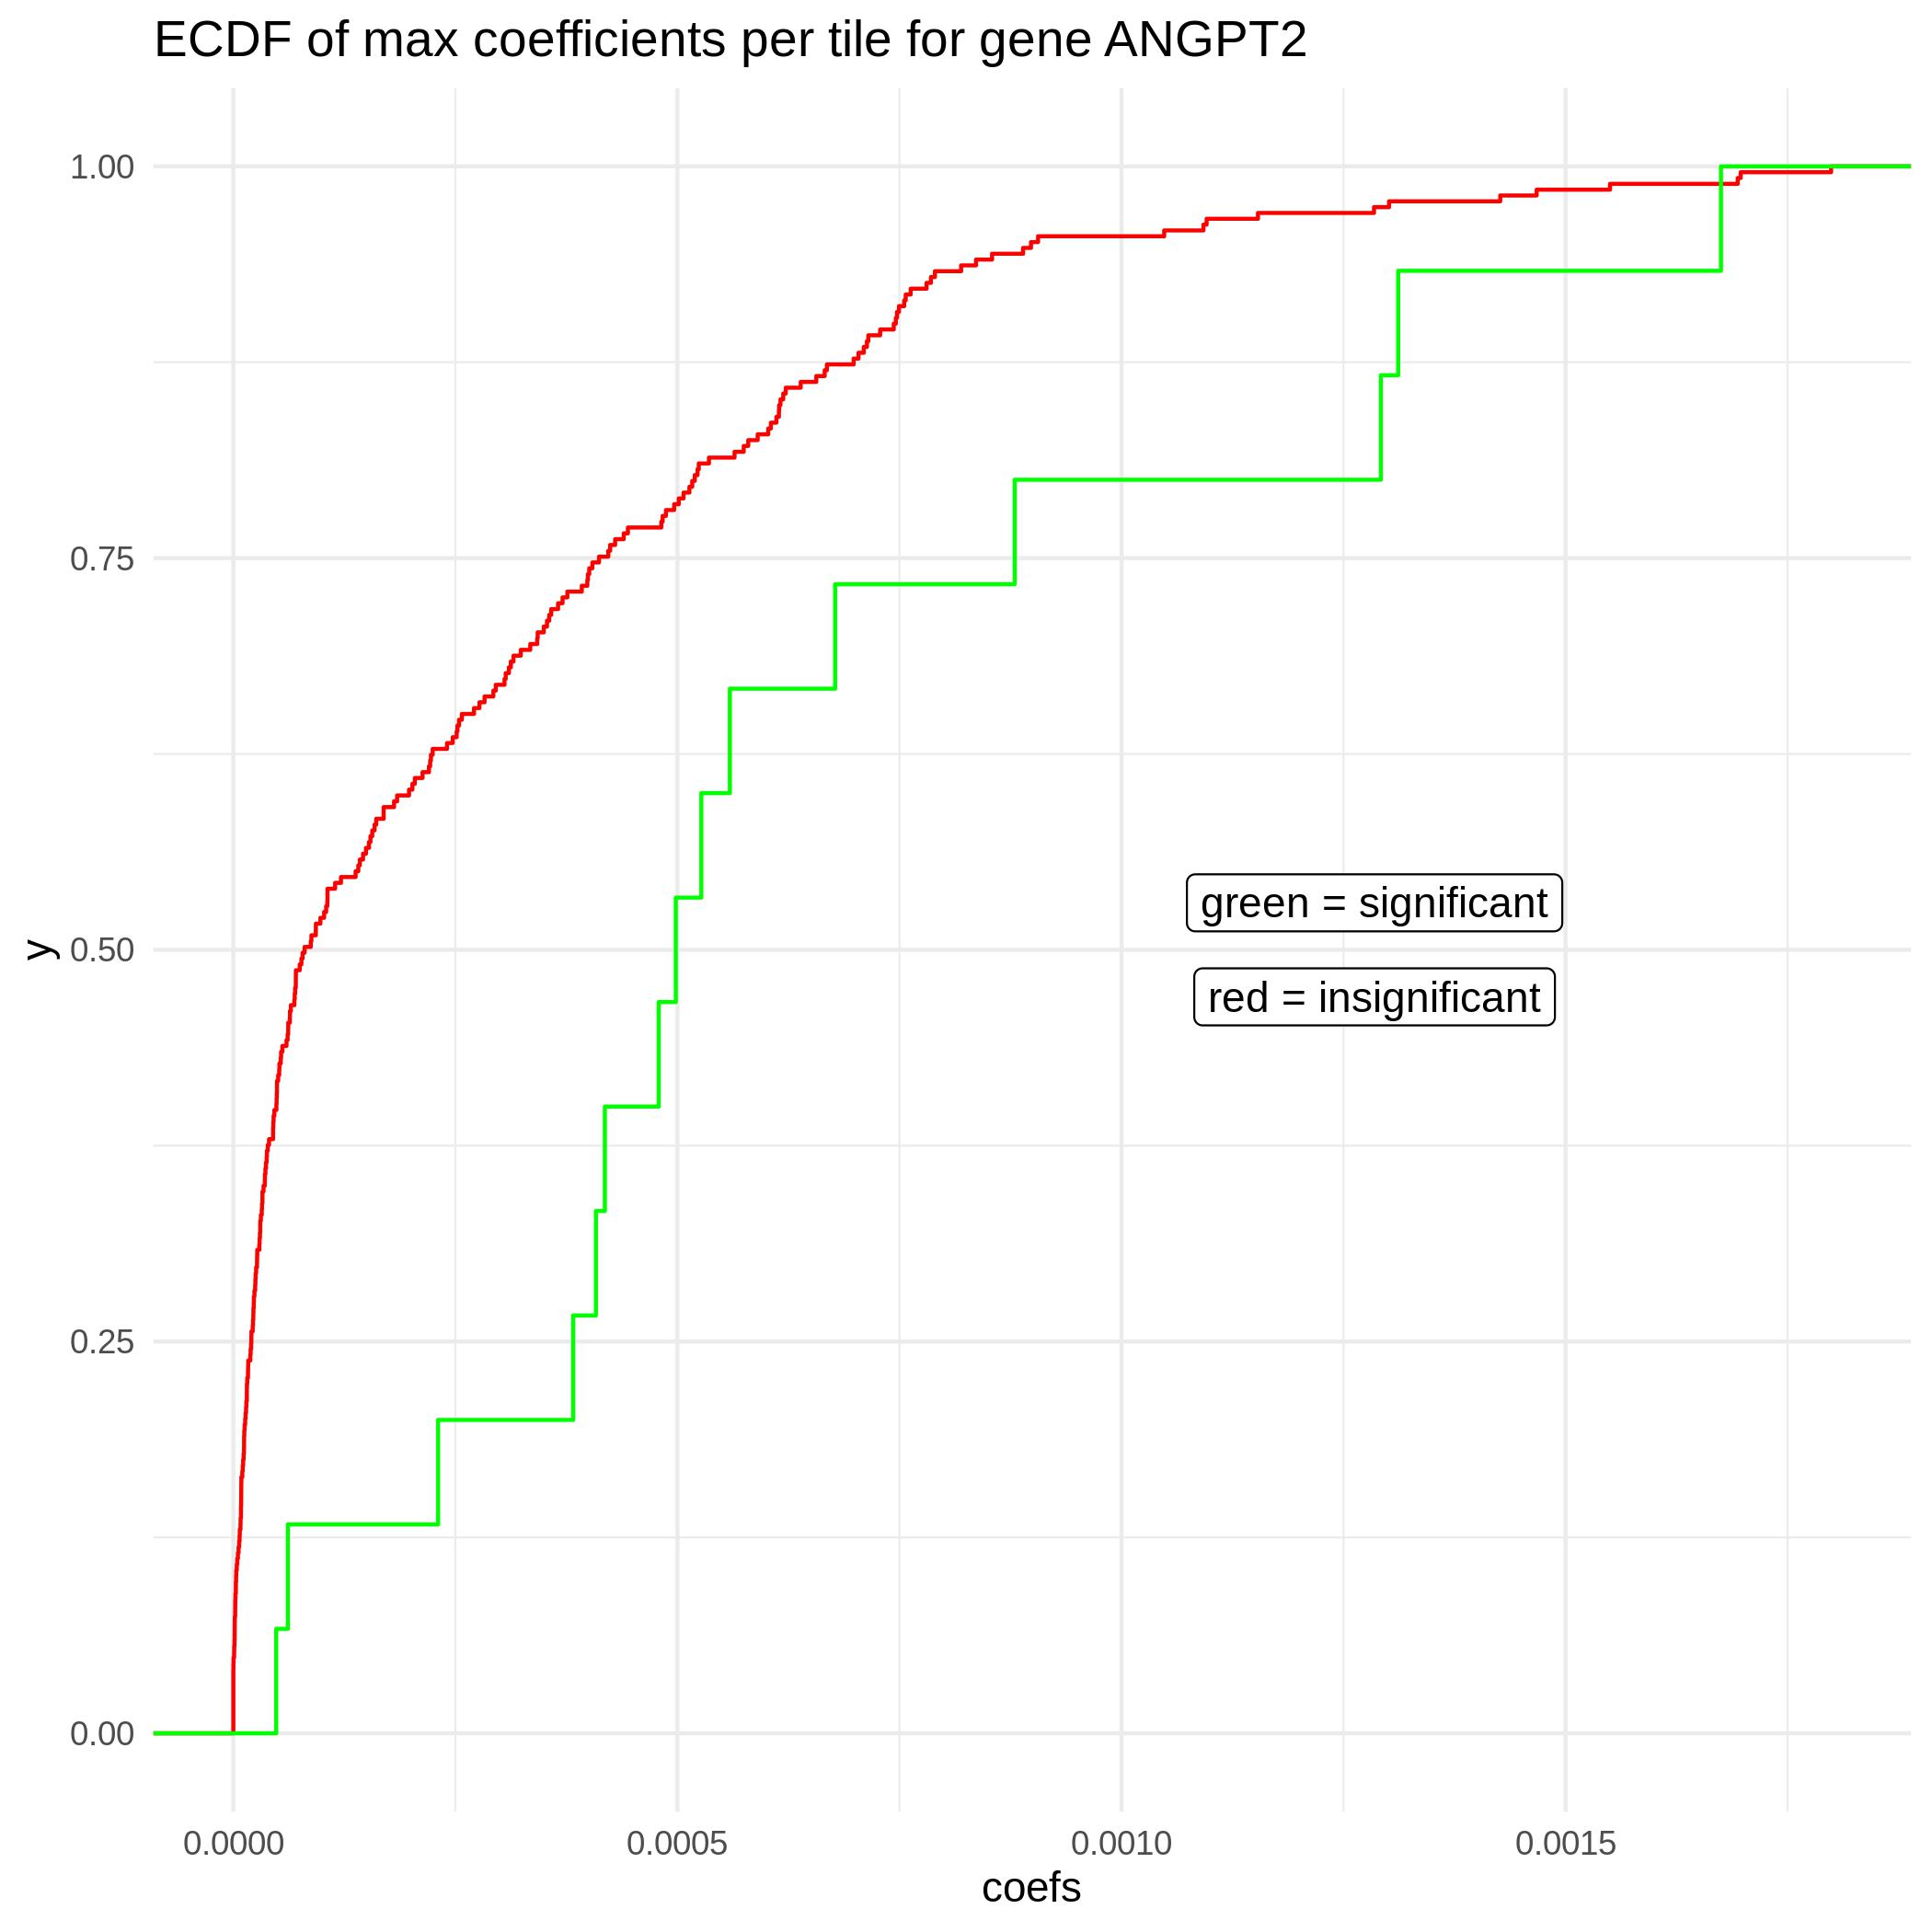 ECDF of max coefficients per tile for gene ANGPT2
1.00
0.75
0.50
0.25
0.00
y
green = significant
red = insignificant
0.0000 0.0005 0.0010 0.0015
coefs